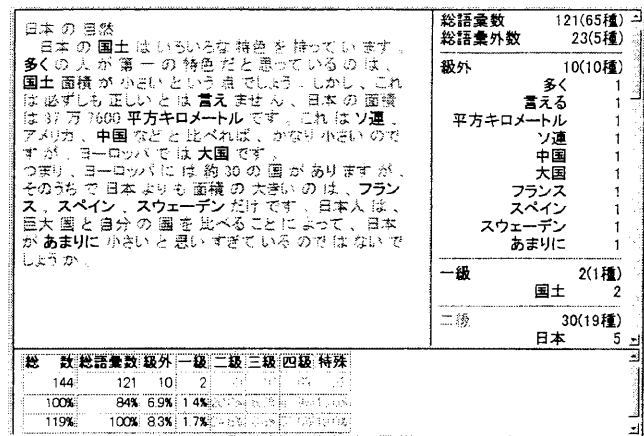 日本 の 自然
日本 の 国土 は いろいろな 特色 を 持って い ます 。
多く の 人 が 第 一 の 特色 だ と 思って いる の は 、
国土 面積 が 小さい と いう 点 でしょう 。しかし 、これ
は 必ずしも 正しい と は 言え ませ ん 、日本 の 面積
は 37 万 7600 平方キロメートル です 。これ は ソ連 、
アメリカ 、中国 など と 比べれば 、かなり 小さい ので
す が 、ヨーロッパ で は 大国 です 。
つまり 、ヨーロッパ に は 約 30 の 国 が あり ます が 、
そのうち で 日本 より も 面積 の 大きい の は 、フラン
ス 、スペイン 、スウェーデン だけ です 。日本人 は 、
巨大 国 と 自分 の 国 を 比べる こと に よって 、日本
が あまりに 小さい と 思い すぎて いる の で は ない で
しょう か 。
総語彙数 121(65種)
総語彙外数 23(5種)
級外 10(10種)
多く 1
言える 1
平方キロメートル 1
ソ連 1
中国 1
大国 1
フランス 1
スペイン 1
スウェーデン 1
あまりに 1
一級 2(1種)
国土 2
二級 30(19種)
日本 5
総 数 総語彙数 級外 一級 二級 三級 四級 特殊
144 121 10 2
100% 84% 6.9% 1.4%
119% 100% 8.3% 1.7%